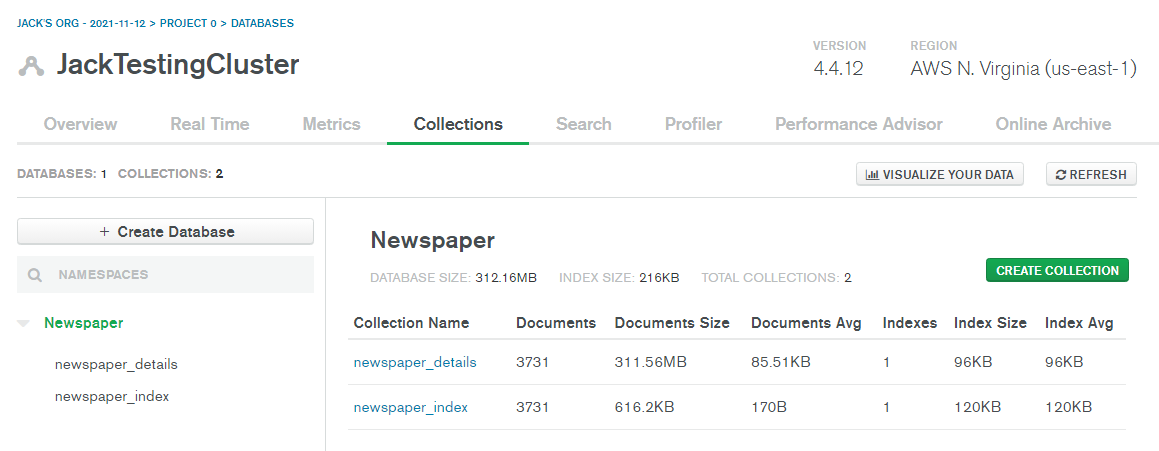 JACK'S ORG - 2021-11-12 > PROJECT 0 > DATABASES
JackTestingCluster
VERSION
4.4.12
REGION
AWS N. Virginia (us-east-1)
Overview Real Time Metrics Collections Search Profiler Performance Advisor Online Archive
DATABASES: 1 COLLECTIONS: 2
VISUALIZE YOUR DATA
REFRESH
+ Create Database
NAMESPACES
Newspaper
newspaper_details
newspaper_index
Newspaper
DATABASE SIZE: 312.16MB INDEX SIZE: 216KB TOTAL COLLECTIONS: 2
CREATE COLLECTION
Collection Name Documents Documents Size Documents Avg Indexes Index Size Index Avg
newspaper_details 3731 311.56MB 85.51KB 1 96KB 96KB
newspaper_index 3731 616.2KB 170B 1 120KB 120KB